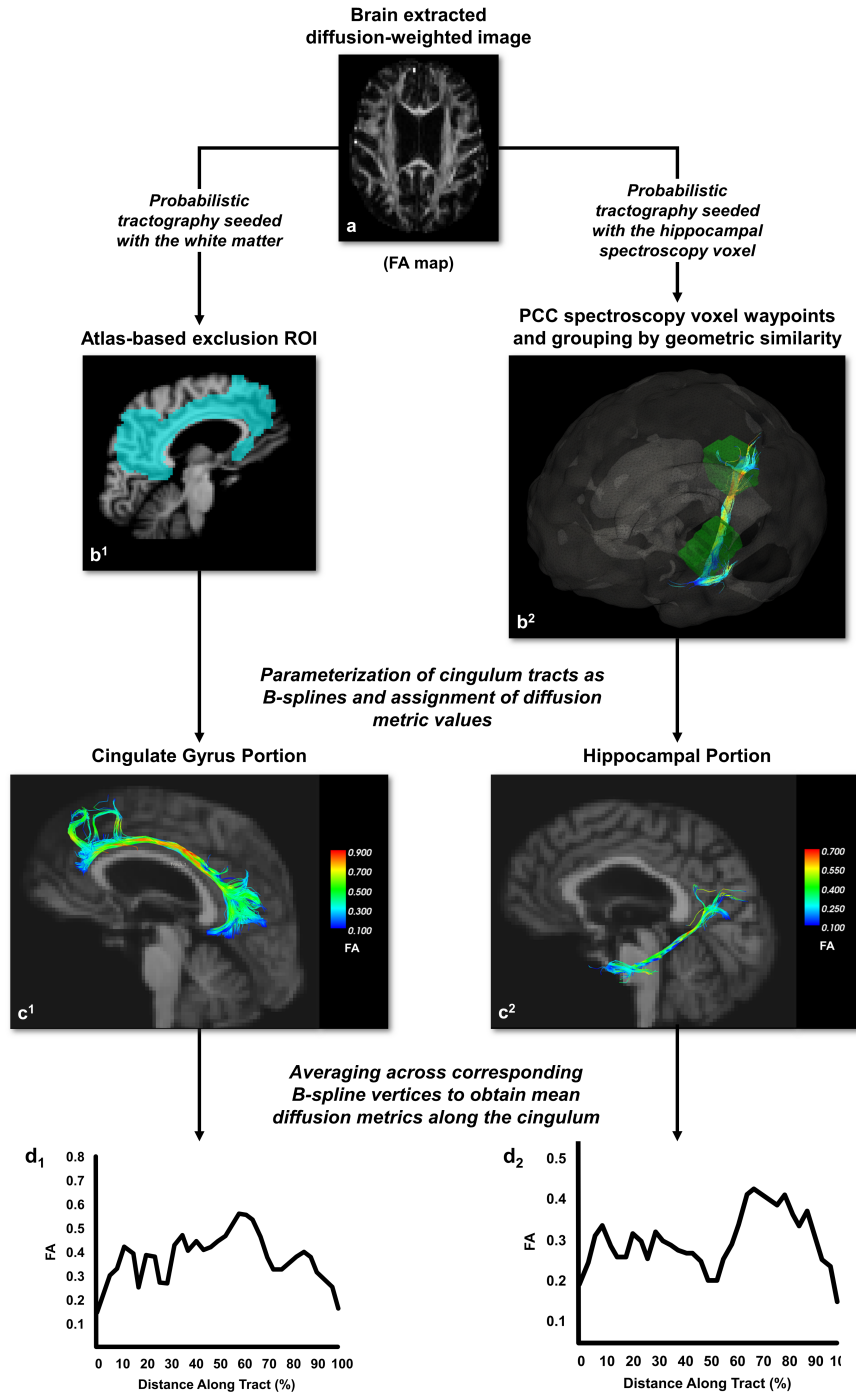 Brain extracted
diffusion-weighted image
a
(FA map)
Probabilistic
tractography seeded
with the white matter
Probabilistic
tractography seeded
with the hippocampal
spectroscopy voxel
Atlas-based exclusion ROI
b1
PCC spectroscopy voxel waypoints
and grouping by geometric similarity
b2
Parameterization of cingulum tracts as
B-splines and assignment of diffusion
metric values
Cingulate Gyrus Portion
0.900
0.700
0.500
0.300
0.100
FA
c1
Hippocampal Portion
0.700
0.550
0.400
0.250
0.100
FA
c2
Averaging across corresponding
B-spline vertices to obtain mean
diffusion metrics along the cingulum
d1
0.8
0.7
0.6
0.5
0.4
0.3
0.2
0.1
FA
0 10 20 30 40 50 60 70 80 90 100
Distance Along Tract (%)
d2
0.5
0.4
0.3
0.2
0.1
FA
0 10 20 30 40 50 60 70 80 90
Distance Along Tract (%)